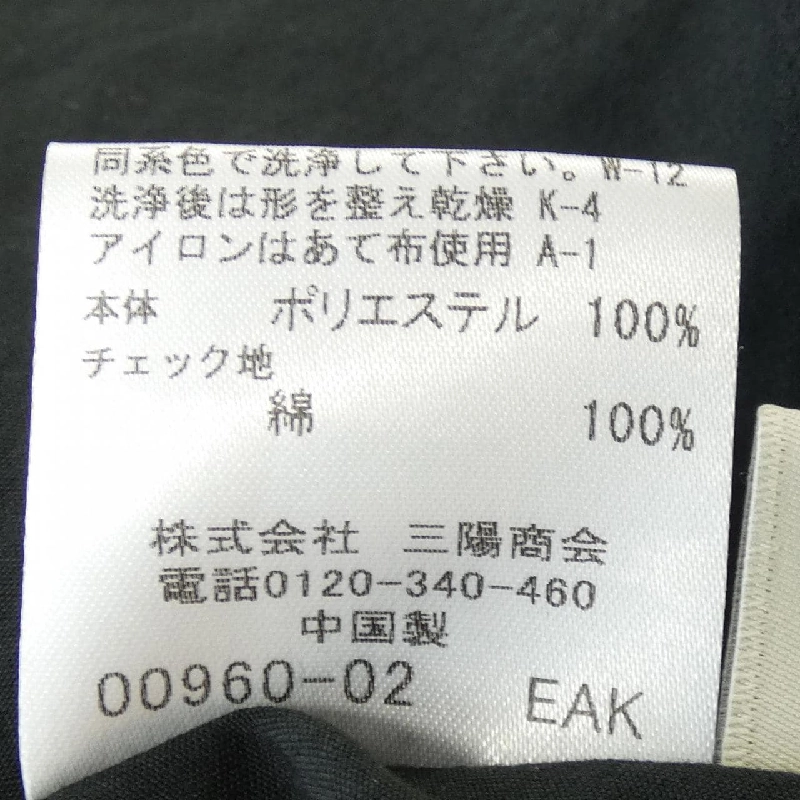 同系色で洗浄して下さい。W-12
洗浄後は形を整え乾燥 K-4
アイロンはあて布使用 A-1
本体 ポリエステル 100%
チェック地
綿 100%
株式会社 三陽商会
電話0120-340-460
中国製
00960-02 EAK